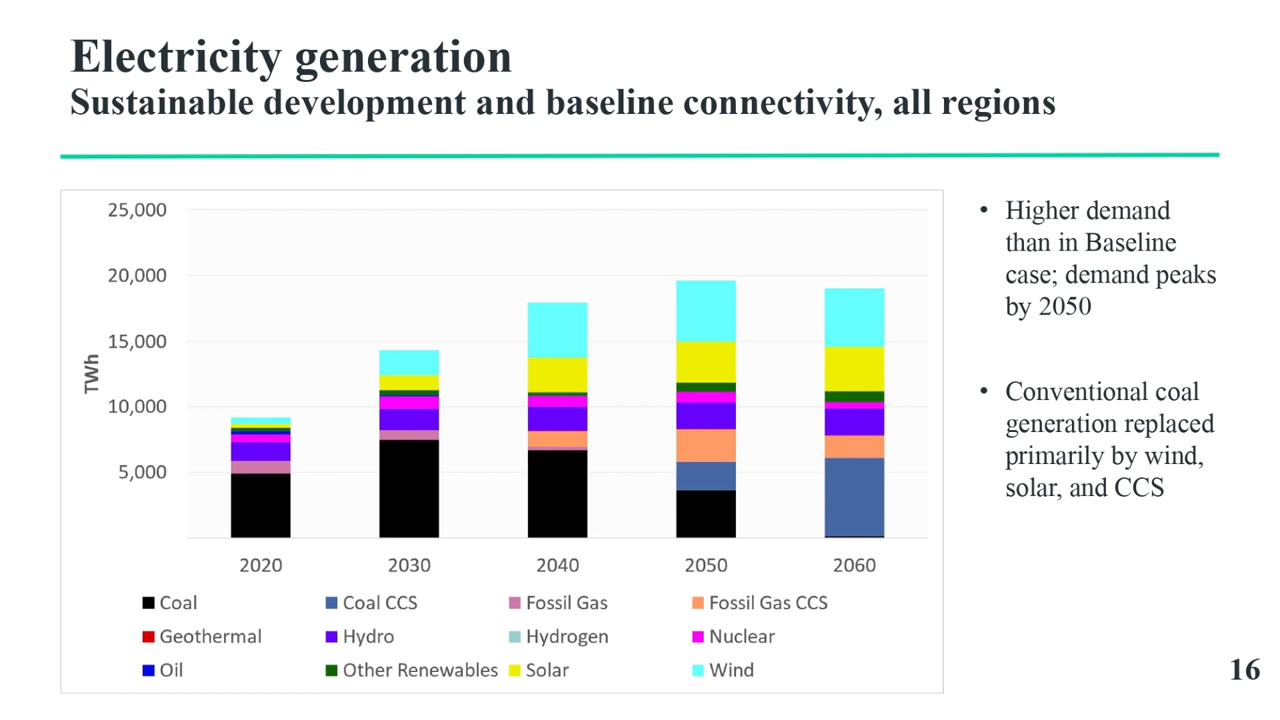 Electricity generation
Sustainable development and baseline connectivity, all regions
25,000
20,000
15,000
10,000
5,000
TWh
2020 2030 2040 2050 2060
Coal Coal CCS Fossil Gas Fossil Gas CCS
Geothermal Hydro Hydrogen Nuclear
Oil Other Renewables Solar Wind
• Higher demand
than in Baseline
case; demand peaks
by 2050
• Conventional coal
generation replaced
primarily by wind,
solar, and CCS
16